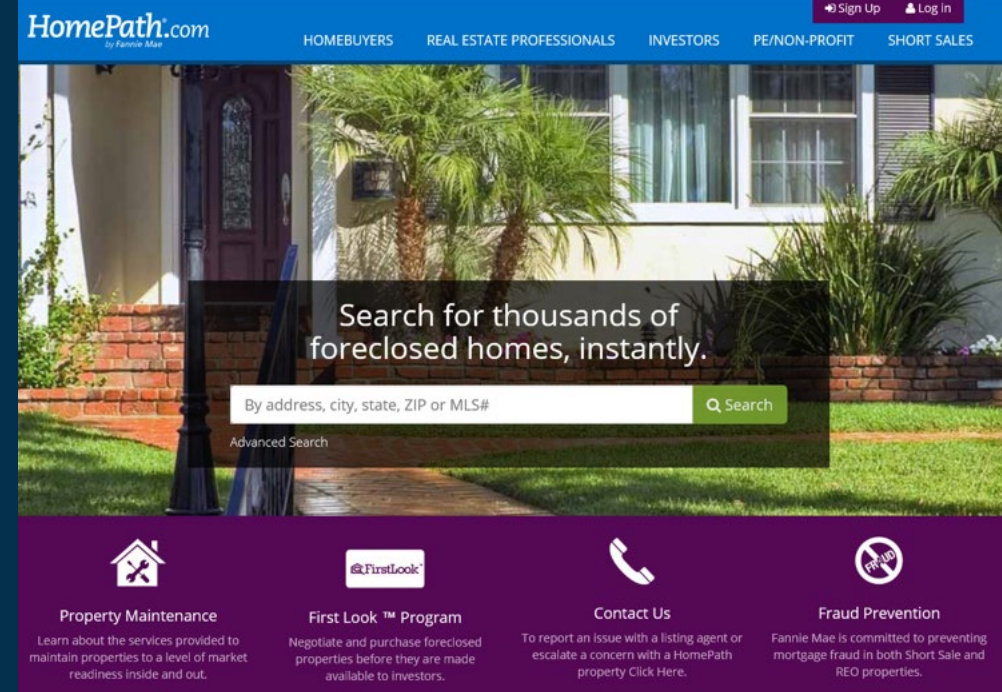 Sign Up
Log in
HomePath.com
by Fannie Mae
HOMEBUYERS
REAL ESTATE PROFESSIONALS
INVESTORS
PE/NON-PROFIT
SHORT SALES
Search for thousands of
foreclosed homes, instantly.
By address, city, state, ZIP or MLS#
Search
Advanced Search
Property Maintenance
Learn about the services provided to
maintain properties to a level of market
readiness inside and out.
FirstLook
First Look ™ Program
Negotiate and purchase foreclosed
properties before they are made
available to investors.
Contact Us
To report an issue with a listing agent or
escalate a concern with a HomePath
property Click Here.
FRAUD
Fraud Prevention
Fannie Mae is committed to preventing
mortgage fraud in both Short Sale and
REO properties.